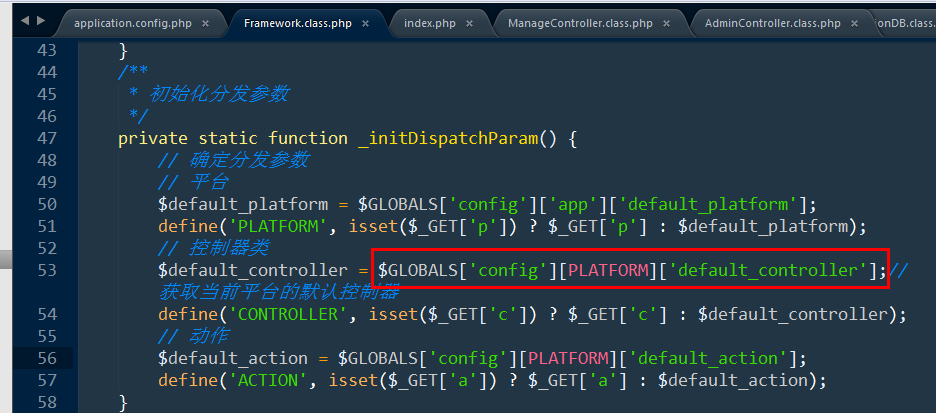 application.config.php × Framework.class.php × index.php × ManageController.class.php × AdminController.class.php × onDB.class.
43 }
44 /**
45 * 初始化分发参数
46 */
47 private static function _initDispatchParam() {
48 // 确定分发参数
49 // 平台
50 $default_platform = $GLOBALS['config']['app']['default_platform'];
51 define('PLATFORM', isset($_GET['p']) ? $_GET['p'] : $default_platform);
52 // 控制器类
53 $default_controller = $GLOBALS['config'][PLATFORM]['default_controller'];//
获取当前平台的默认控制器
54 define('CONTROLLER', isset($_GET['c']) ? $_GET['c'] : $default_controller);
55 // 动作
56 $default_action = $GLOBALS['config'][PLATFORM]['default_action'];
57 define('ACTION', isset($_GET['a']) ? $_GET['a'] : $default_action);
58 }